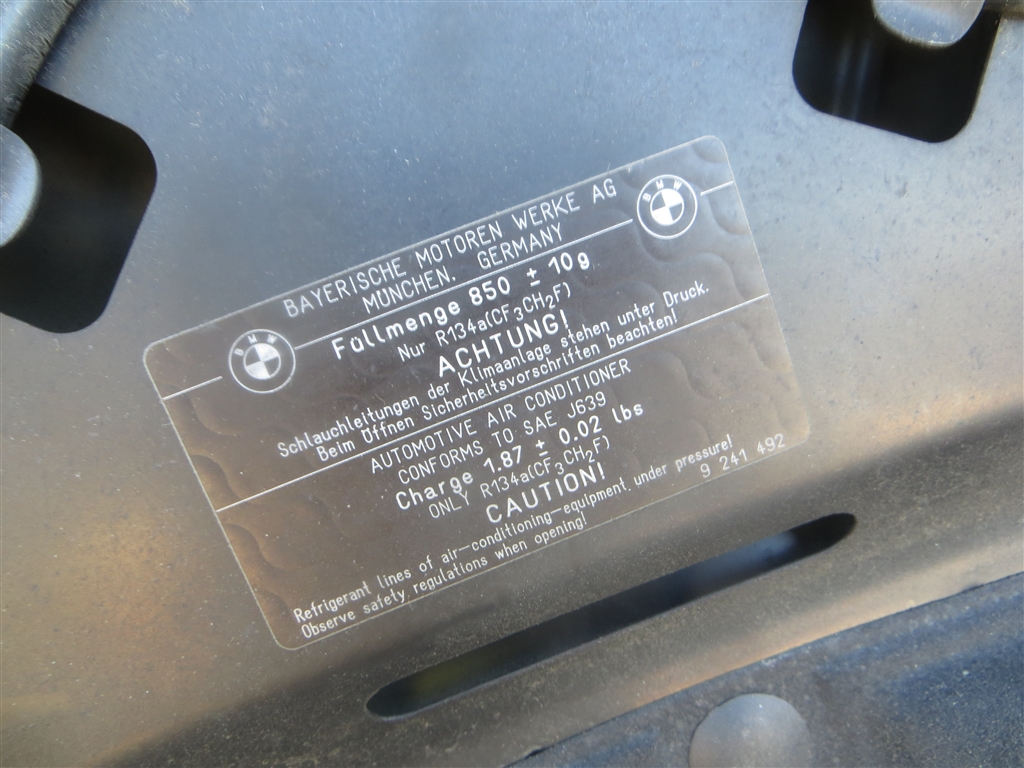 BAYERISCHE MOTOREN WERKE AG
MÜNCHEN, GERMANY
BMW
BMW
Füllmenge 850 ± 10g
Nur R134a(CF3CH2F)
ACHTUNG!
Schlauchleitungen der Klimaanlage stehen unter Druck.
Beim Öffnen Sicherheitsvorschriften beachten!
AUTOMOTIVE AIR CONDITIONER
CONFORMS TO SAE J639
Charge 1.87 ± 0.02 lbs
ONLY R134a(CF3CH2F)
CAUTION!
Refrigerant lines of air-conditioning-equipment under pressure!
Observe safety regulations when opening!
9 241 492